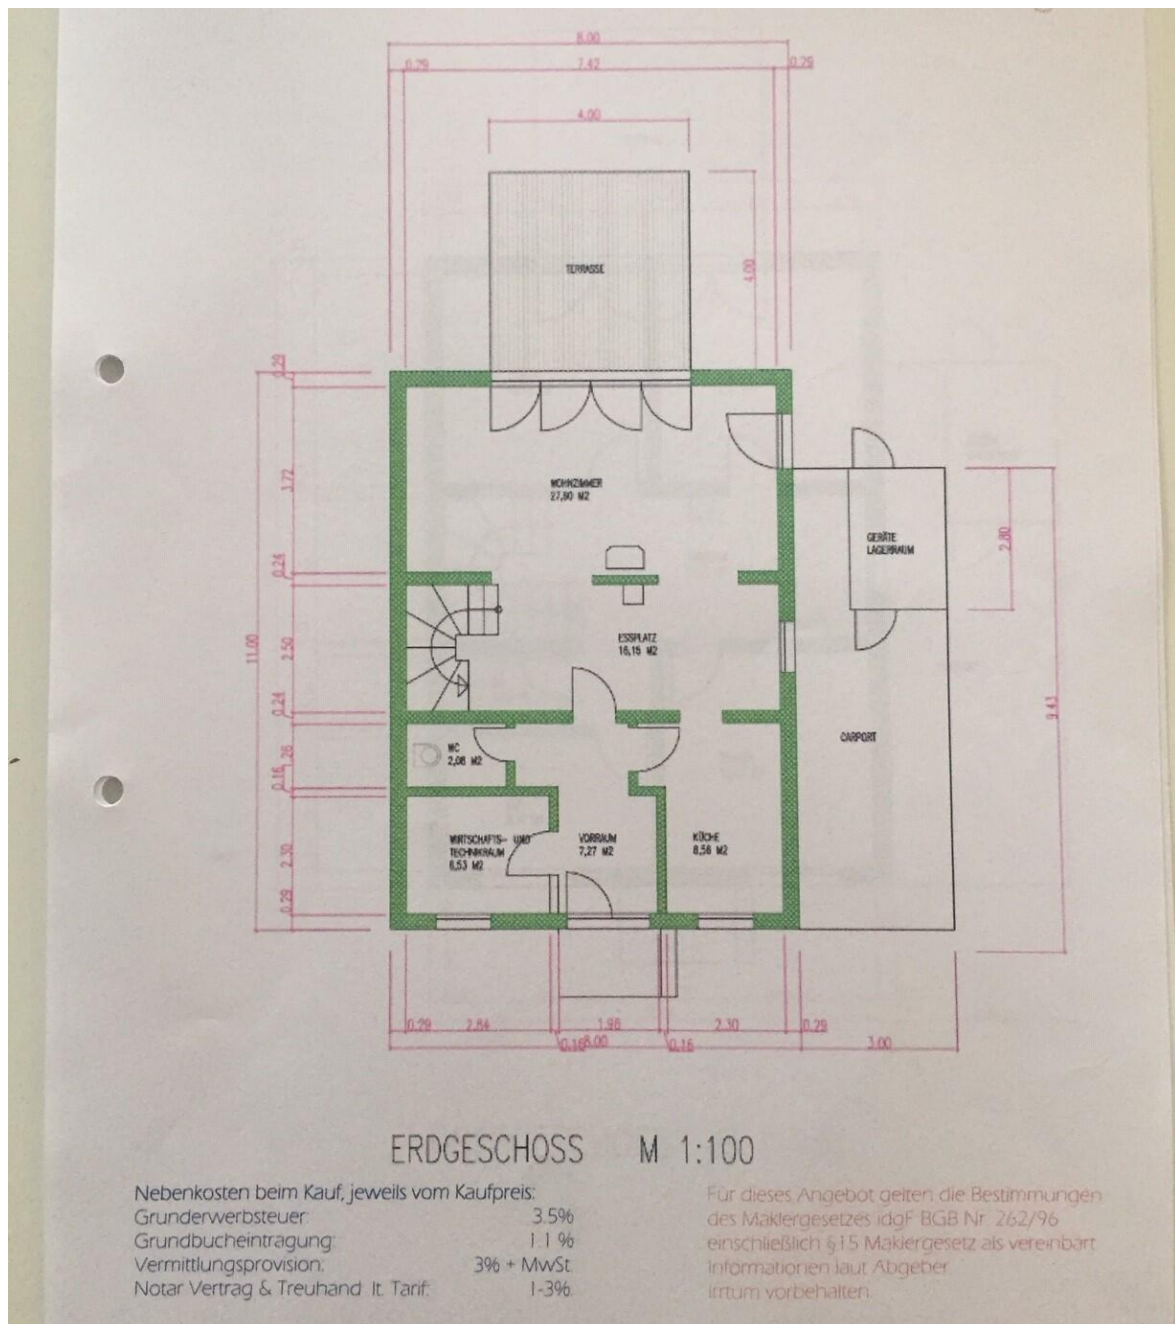 8.00
0.29 7.42 0.29
4.00
TERRASSE
4.00
0.29
3.72
WOHNZIMMER
27,60 M2
GERÄTE
LAGERRAUM
2.80
0.24
11.00
2.50
ESSPLATZ
16,15 M2
0.24
9.43
CARPORT
WC
2,08 M2
1.26
0.16
WIRTSCHAFTS- UND
TECHNIKRAUM
6,53 M2
VORRAUM
7,27 M2
KÜCHE
8,56 M2
2.30
0.29
0.29 2.84 1.98 2.30 0.29
0.16 8.00 0.16 3.00
ERDGESCHOSS M 1:100
Nebenkosten beim Kauf, jeweils vom Kaufpreis:
Grunderwerbsteuer: 3.5%
Grundbucheintragung: 1.1 %
Vermittlungsprovision: 3% + MwSt.
Notar Vertrag & Treuhand lt. Tarif: 1-3%
Für dieses Angebot gelten die Bestimmungen
des Maklergesetzes idgF BGB Nr. 262/96
einschließlich §15 Maklergesetz als vereinbart
Informationen laut Abgeber
Irrtum vorbehalten.